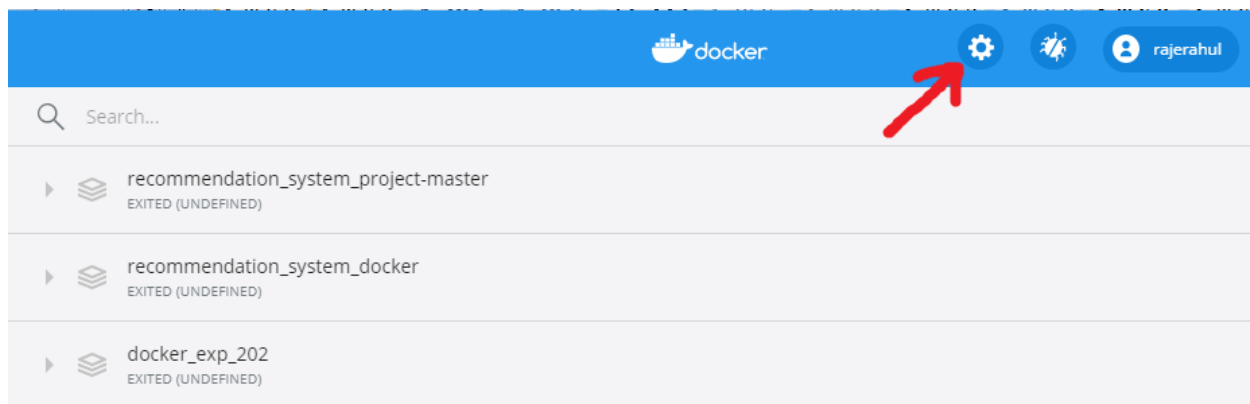 docker
rajerahul
Search...
recommendation_system_project-master
EXITED (UNDEFINED)
recommendation_system_docker
EXITED (UNDEFINED)
docker_exp_202
EXITED (UNDEFINED)